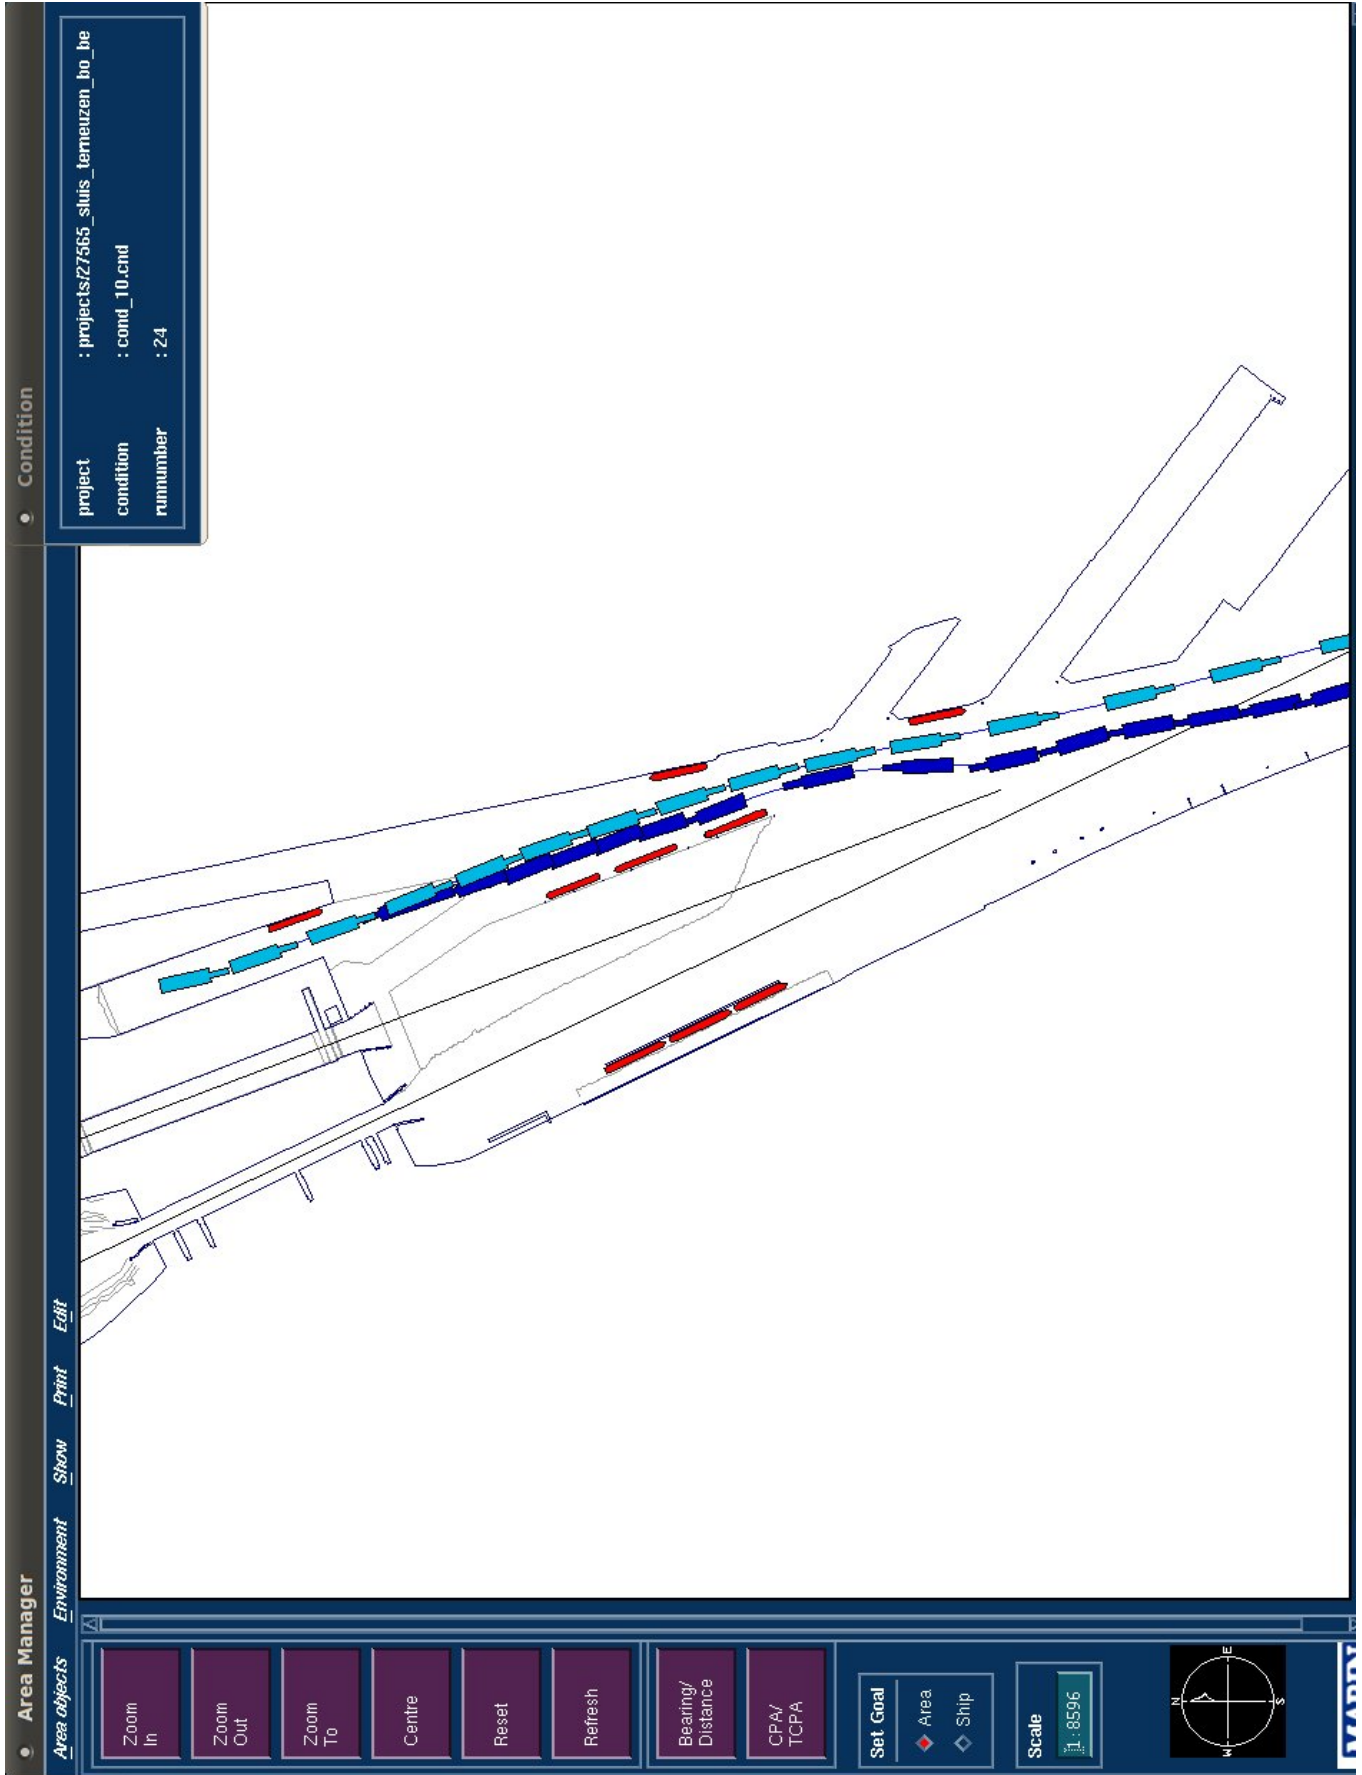 Area Manager
Condition
Area objects Environment Show Print Edit
project : projects/27565_sluis_terneuzen_bo_be
condition : cond_10.cnd
runnumber : 24
Zoom
In
Zoom
Out
Zoom
To
Centre
Reset
Refresh
Bearing/
Distance
CPA/
TCPA
Set Goal
Area
Ship
Scale
1:8596
N
W E
S